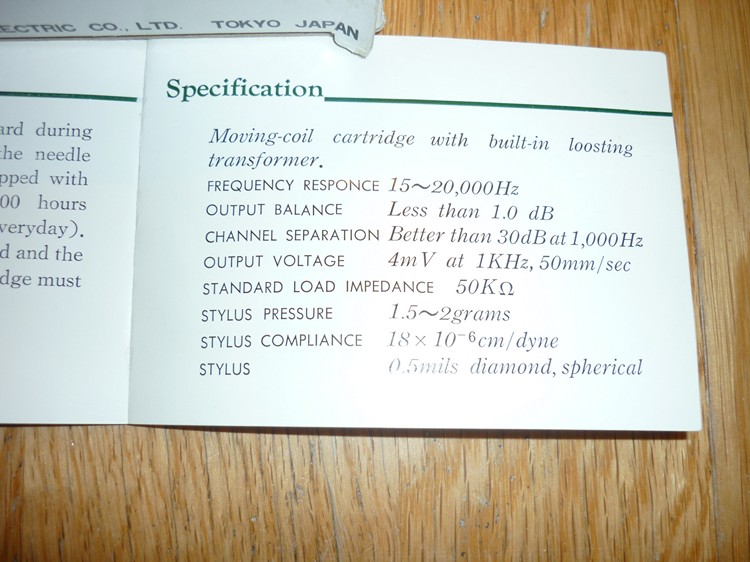 ECTRIC CO., LTD. TOKYO JAPAN
ard during
the needle
pped with
00 hours
veryday).
d and the
dge must
Specification
Moving-coil cartridge with built-in loosting
transformer.
FREQUENCY RESPONCE 15~20,000Hz
OUTPUT BALANCE Less than 1.0 dB
CHANNEL SEPARATION Better than 30dB at 1,000Hz
OUTPUT VOLTAGE 4mV at 1KHz, 50mm/sec
STANDARD LOAD IMPEDANCE 50KΩ
STYLUS PRESSURE 1.5~2grams
STYLUS COMPLIANCE 18×10⁻⁶cm/dyne
STYLUS 0.5mils diamond, spherical